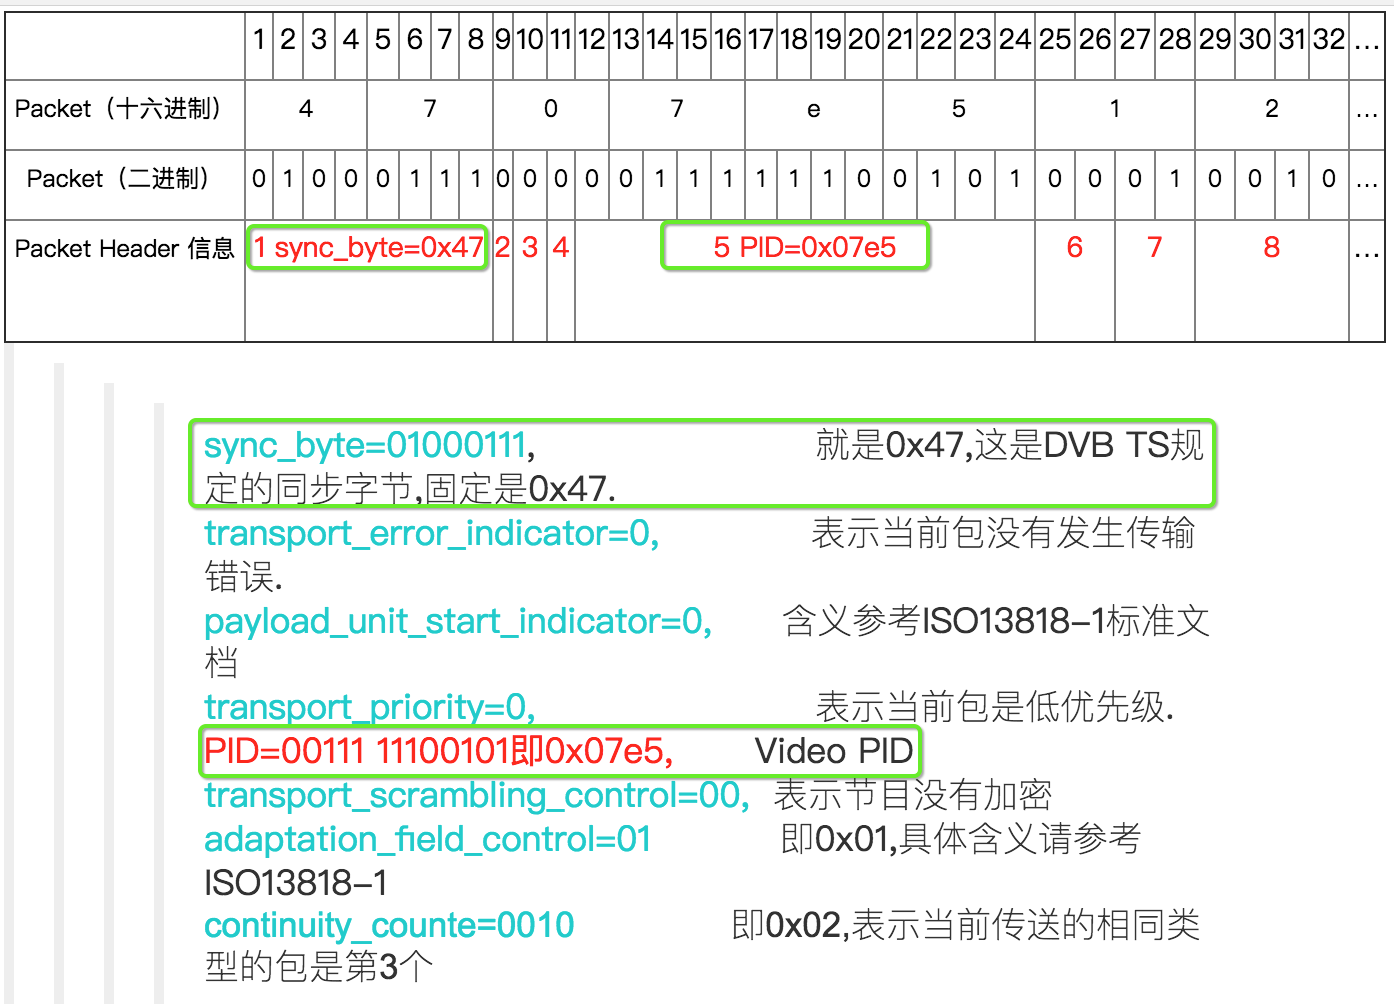 1 2 3 4 5 6 7 8 9 10 11 12 13 14 15 16 17 18 19 20 21 22 23 24 25 26 27 28 29 30 31 32 ...
Packet（十六进制） 4 7 0 7 e 5 1 2 ...
Packet（二进制） 0 1 0 0 0 1 1 1 0 0 0 0 0 1 1 1 1 1 1 0 0 1 0 1 0 0 0 1 0 0 1 0 ...
Packet Header 信息 1 sync_byte=0x47 2 3 4 5 PID=0x07e5 6 7 8 ...
sync_byte=01000111, 就是0x47,这是DVB TS规
定的同步字节,固定是0x47.
transport_error_indicator=0, 表示当前包没有发生传输
错误.
payload_unit_start_indicator=0, 含义参考ISO13818-1标准文
档
transport_priority=0, 表示当前包是低优先级.
PID=00111 11100101即0x07e5, Video PID
transport_scrambling_control=00, 表示节目没有加密
adaptation_field_control=01 即0x01,具体含义请参考
ISO13818-1
continuity_counte=0010 即0x02,表示当前传送的相同类
型的包是第3个